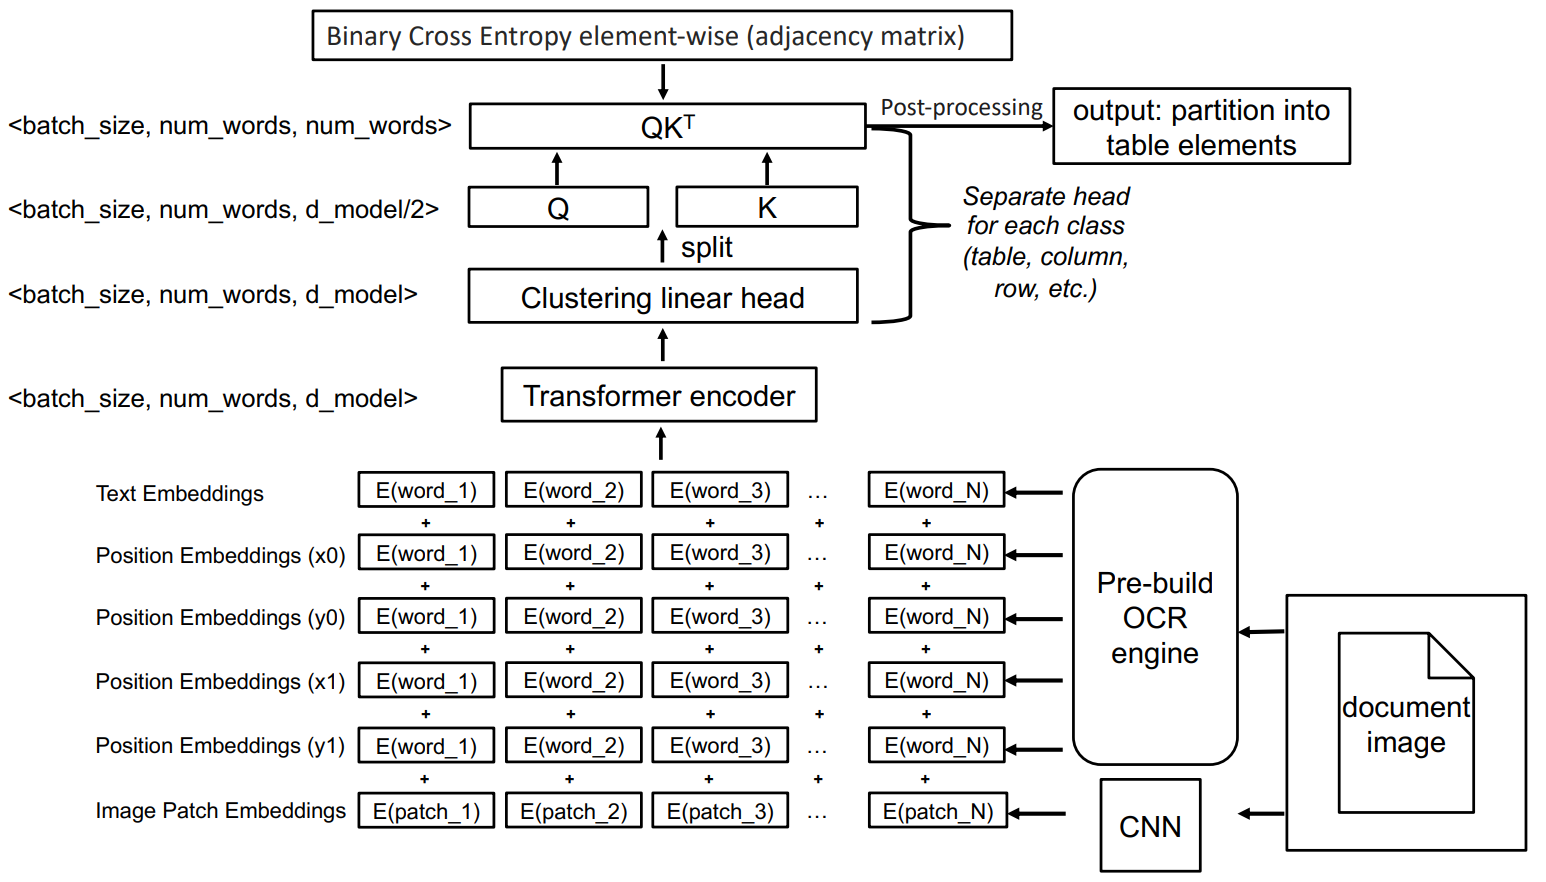 Binary Cross Entropy element-wise (adjacency matrix)
<batch_size, num_words, num_words>
QKᵀ
Post-processing
output: partition into
table elements
<batch_size, num_words, d_model/2>
Q
K
Separate head
for each class
(table, column,
row, etc.)
split
<batch_size, num_words, d_model>
Clustering linear head
<batch_size, num_words, d_model>
Transformer encoder
Text Embeddings
E(word_1)
E(word_2)
E(word_3)
...
E(word_N)
+ + + + +
Position Embeddings (x0)
E(word_1)
E(word_2)
E(word_3)
...
E(word_N)
+ + + + +
Position Embeddings (y0)
E(word_1)
E(word_2)
E(word_3)
...
E(word_N)
+ + + + +
Position Embeddings (x1)
E(word_1)
E(word_2)
E(word_3)
...
E(word_N)
+ + + + +
Position Embeddings (y1)
E(word_1)
E(word_2)
E(word_3)
...
E(word_N)
+ + + + +
Image Patch Embeddings
E(patch_1)
E(patch_2)
E(patch_3)
...
E(patch_N)
Pre-build
OCR
engine
CNN
document
image